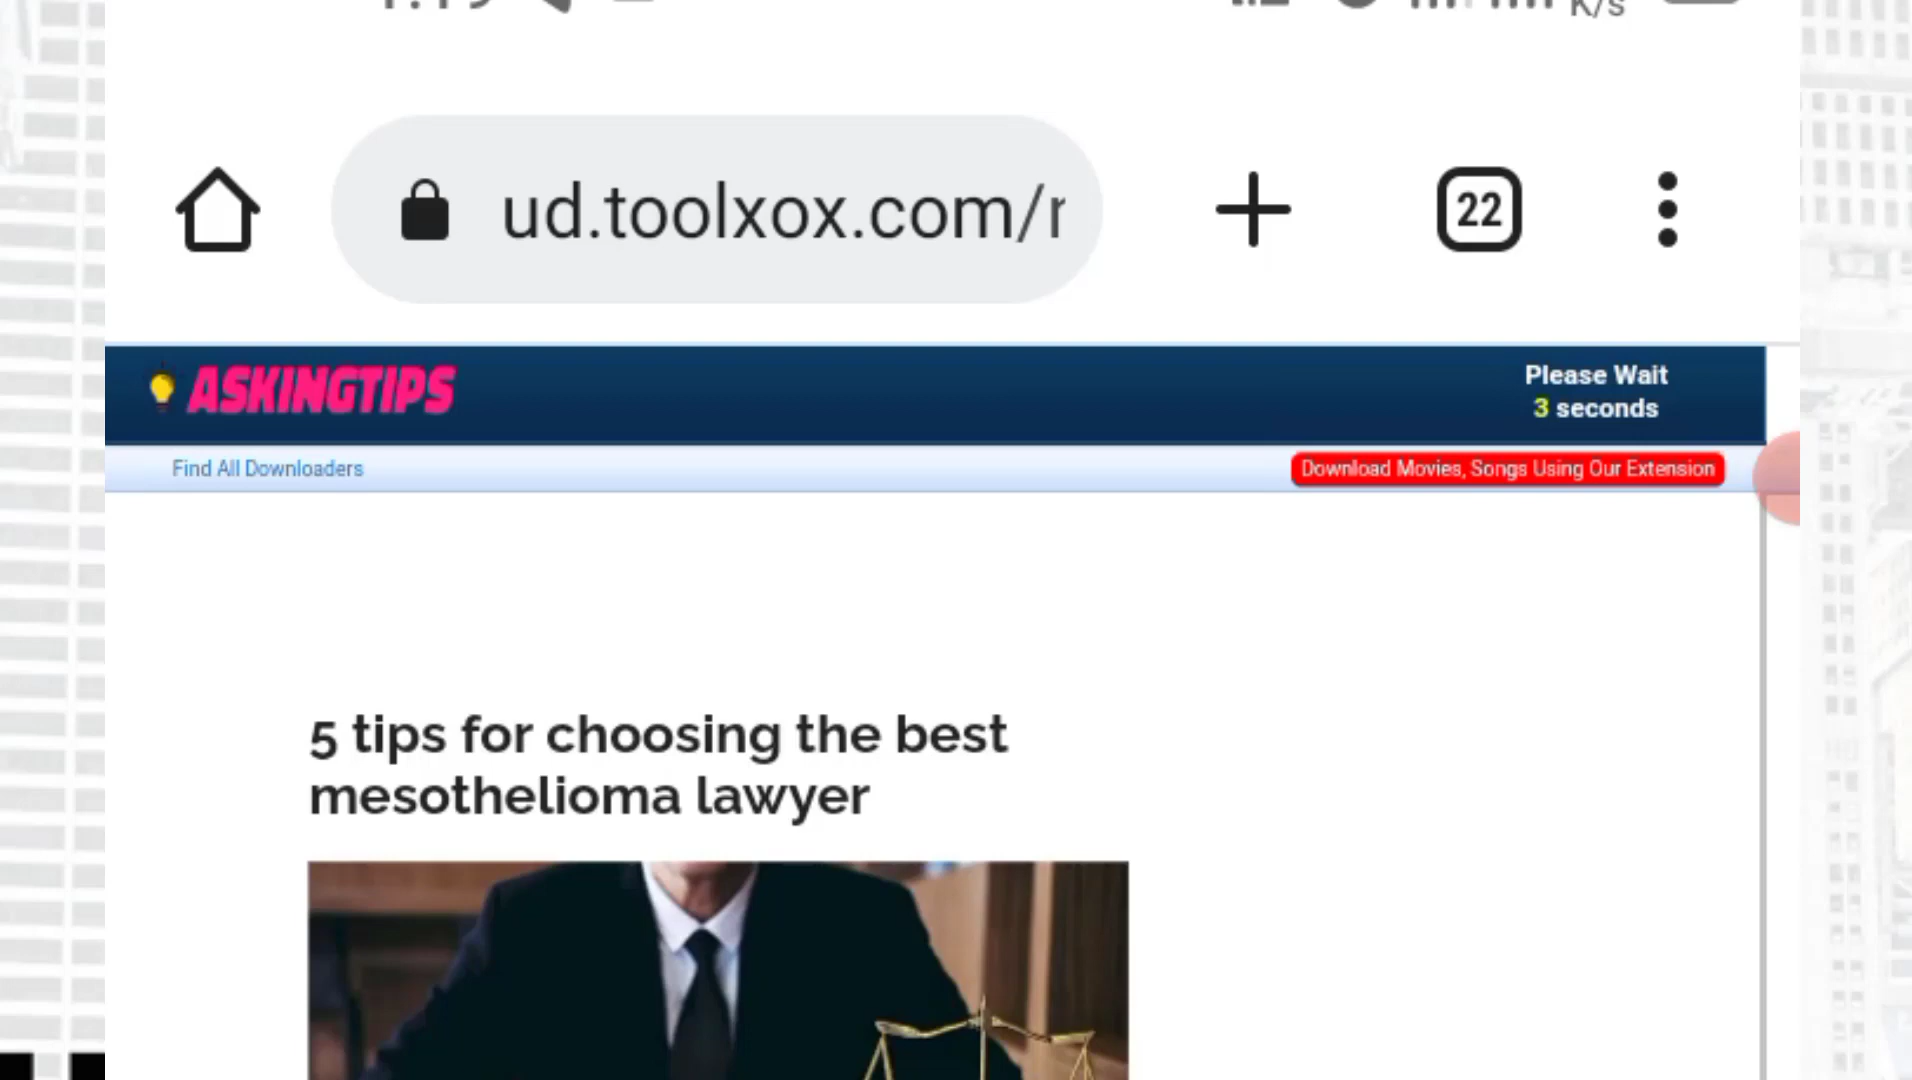 K/s
ud.toolxox.com/r
22
ASKINGTIPS
Please Wait
3 seconds
Find All Downloaders
Download Movies, Songs Using Our Extension
5 tips for choosing the best
mesothelioma lawyer